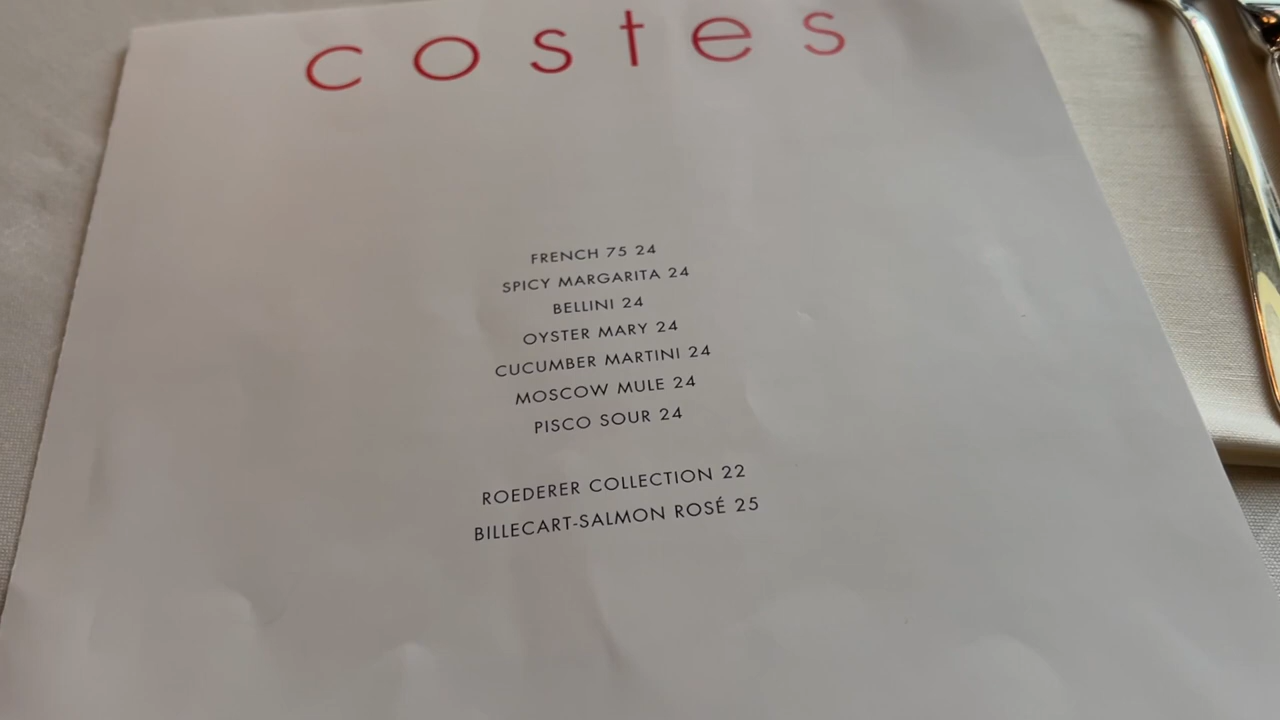 costes
FRENCH 75 24
SPICY MARGARITA 24
BELLINI 24
OYSTER MARY 24
CUCUMBER MARTINI 24
MOSCOW MULE 24
PISCO SOUR 24
ROEDERER COLLECTION 22
BILLECART-SALMON ROSÉ 25